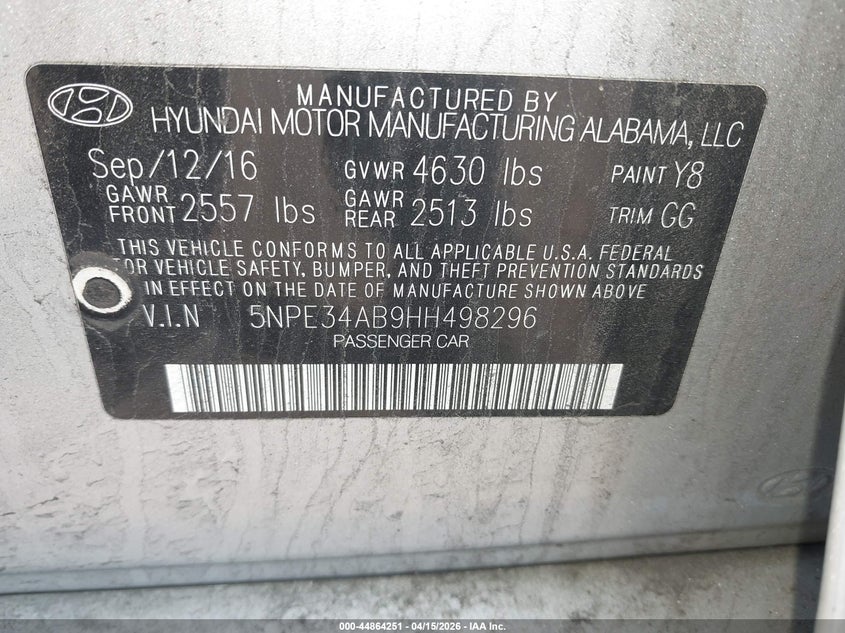 MANUFACTURED BY
HYUNDAI MOTOR MANUFACTURING ALABAMA, LLC
Sep/12/16 GVWR 4630 lbs PAINT Y8
GAWR FRONT 2557 lbs GAWR REAR 2513 lbs TRIM GG
THIS VEHICLE CONFORMS TO ALL APPLICABLE U.S.A. FEDERAL
OR VEHICLE SAFETY, BUMPER, AND THEFT PREVENTION STANDARDS
IN EFFECT ON THE DATE OF MANUFACTURE SHOWN ABOVE
V.I.N 5NPE34AB9HH498296
PASSENGER CAR
000-44864251 | 04/15/2026 - IAA Inc.